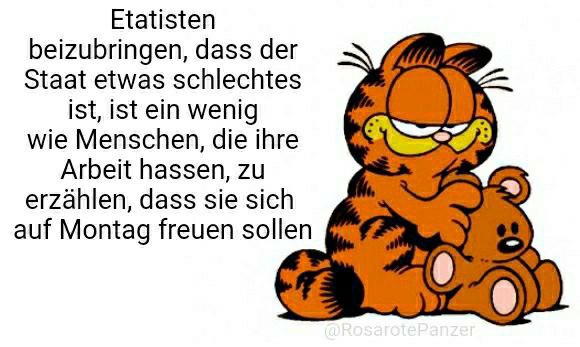 Etatisten
beizubringen, dass der
Staat etwas schlechtes
ist, ist ein wenig
wie Menschen, die ihre
Arbeit hassen, zu
erzählen, dass sie sich
auf Montag freuen sollen
@RosarotePanzer